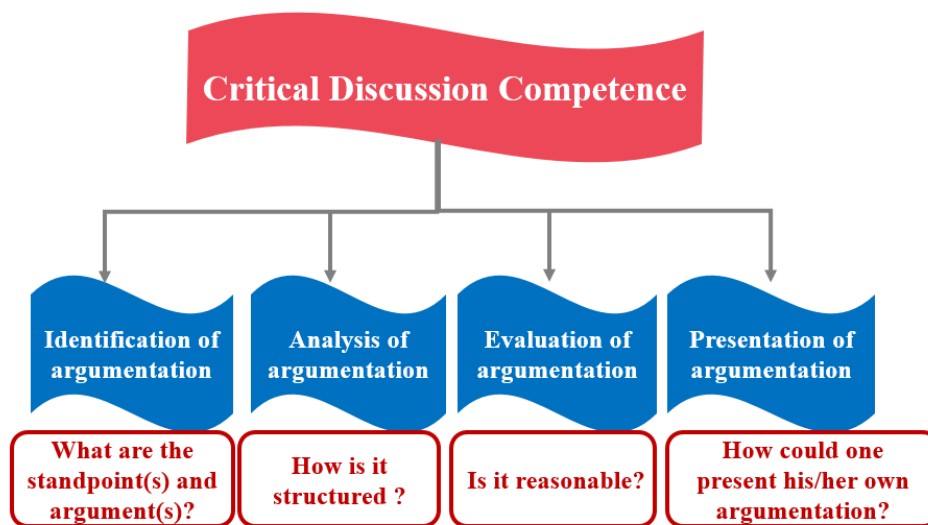 Critical Discussion Competence
Identification of
argumentation
Analysis of
argumentation
Evaluation of
argumentation
Presentation of
argumentation
What are the
standpoint(s) and
argument(s)?
How is it
structured ?
Is it reasonable?
How could one
present his/her own
argumentation?